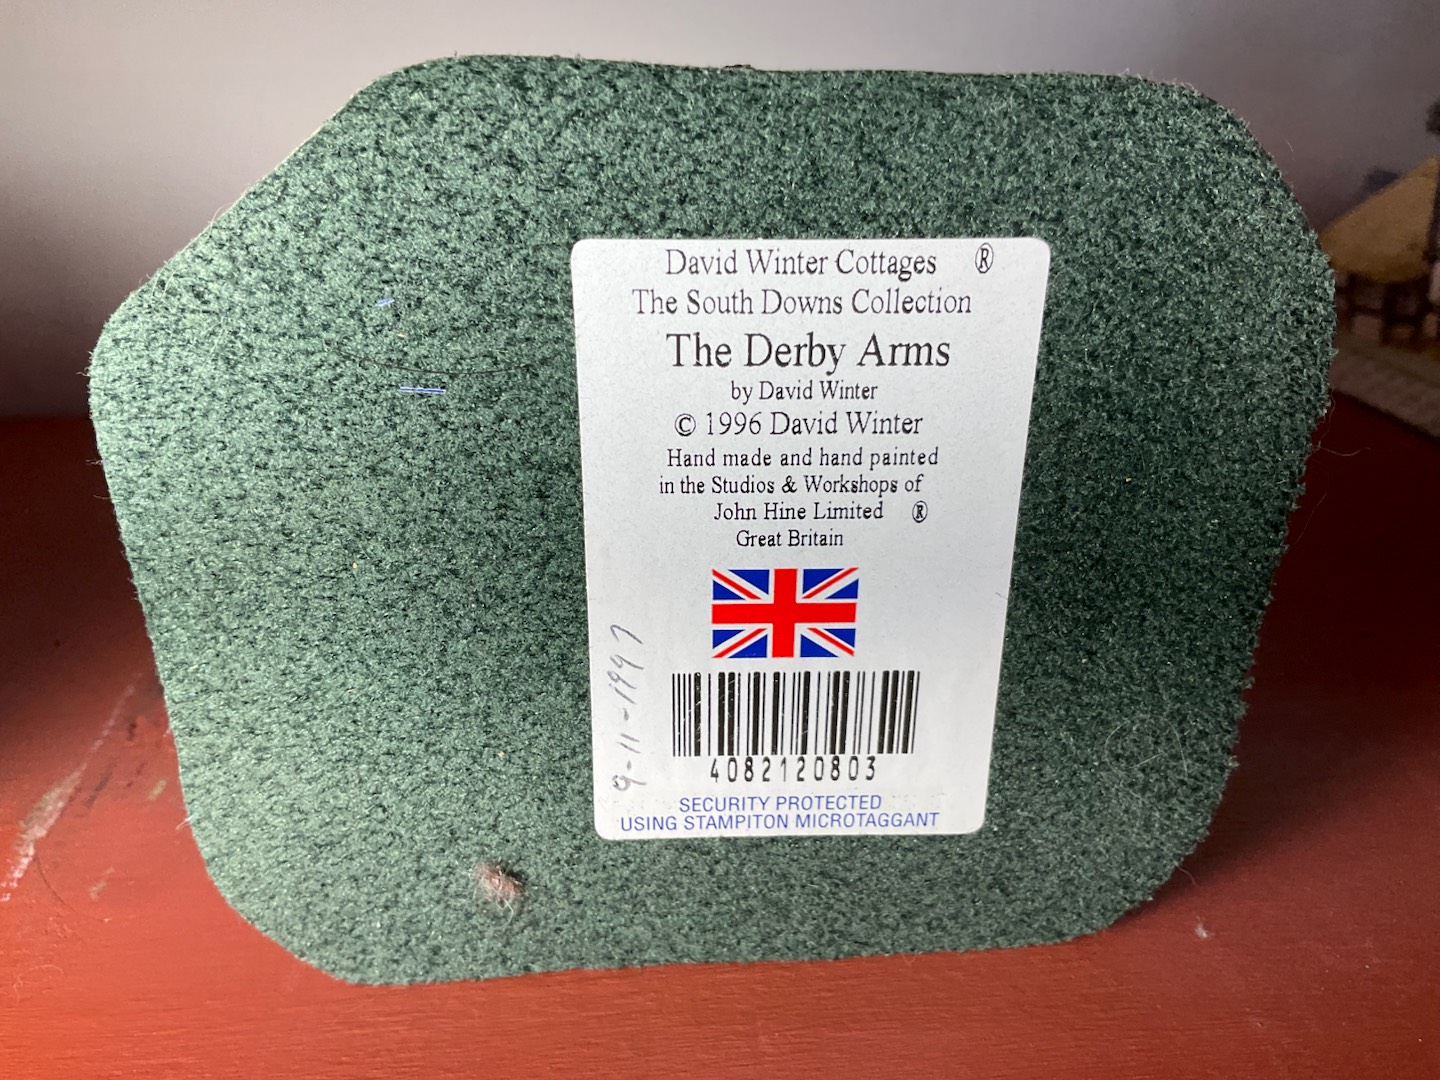 David Winter Cottages ®
The South Downs Collection
The Derby Arms
by David Winter
© 1996 David Winter
Hand made and hand painted
in the Studios & Workshops of
John Hine Limited ®
Great Britain
9-11-1997
4082120803
SECURITY PROTECTED
USING STAMPITON MICROTAGGANT